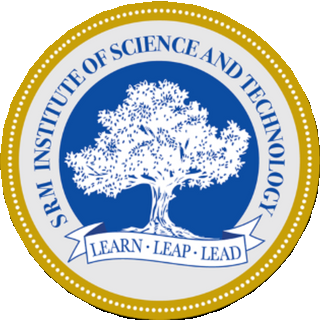 SRM INSTITUTE OF SCIENCE AND TECHNOLOGY
LEARN · LEAP · LEAD